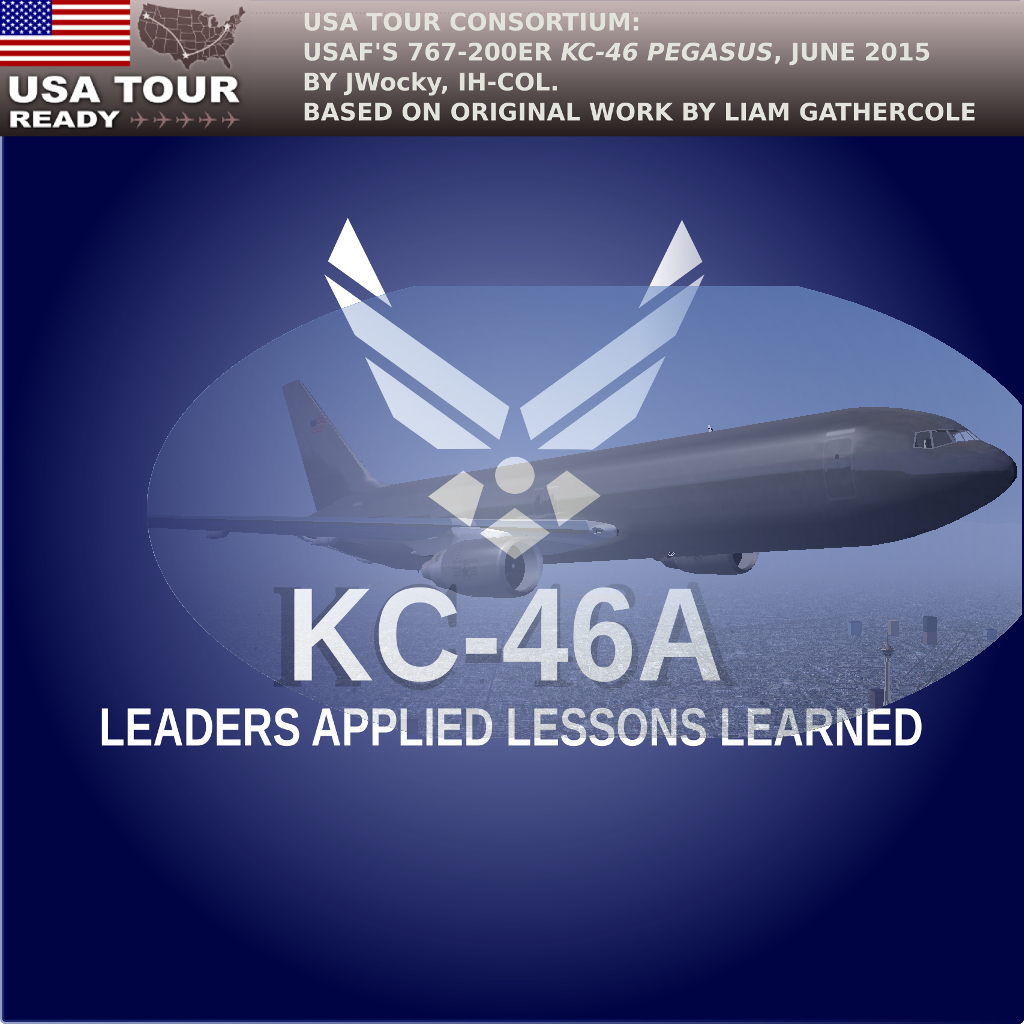 USA TOUR
READY
USA TOUR CONSORTIUM:
USAF'S 767-200ER KC-46 PEGASUS, JUNE 2015
BY JWocky, IH-COL.
BASED ON ORIGINAL WORK BY LIAM GATHERCOLE
KC-46A
LEADERS APPLIED LESSONS LEARNED